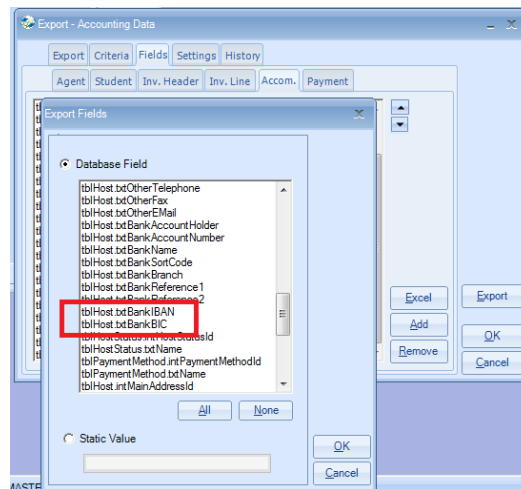 Export - Accounting Data
Export Criteria Fields Settings History
Agent Student Inv. Header Inv. Line Accom. Payment
Export Fields
Database Field
tblHost.txtOtherTelephone
tblHost.txtOtherFax
tblHost.txtOtherEMail
tblHost.txtBankAccountHolder
tblHost.txtBankAccountNumber
tblHost.txtBankName
tblHost.txtBankSortCode
tblHost.txtBankBranch
tblHost.txtBankReference1
tblHost.txtBankReference2
tblHost.txtBankIBAN
tblHost.txtBankBIC
tblHostStatus.intHostStatusId
tblHostStatus.txtName
tblPaymentMethod.intPaymentMethodId
tblPaymentMethod.txtName
tblHost.intMainAddressId
All None
Static Value
OK
Cancel
Excel
Add
Remove
Export
OK
Cancel